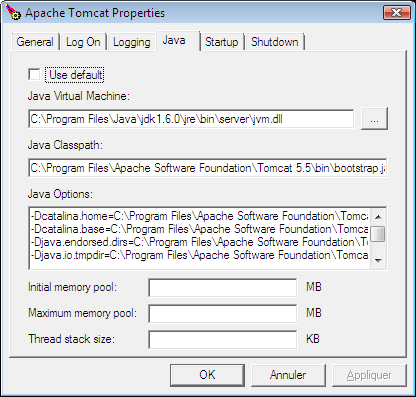 Apache Tomcat Properties
General Log On Logging Java Startup Shutdown
Use default
Java Virtual Machine:
C:\Program Files\Java\jdk1.6.0\jre\bin\server\jvm.dll ...
Java Classpath:
C:\Program Files\Apache Software Foundation\Tomcat 5.5\bin\bootstrap.ja
Java Options:
-Dcatalina.home=C:\Program Files\Apache Software Foundation\Tomca
-Dcatalina.base=C:\Program Files\Apache Software Foundation\Tomca
-Djava.endorsed.dirs=C:\Program Files\Apache Software Foundation\To
-Djava.io.tmpdir=C:\Program Files\Apache Software Foundation\Tomca
Initial memory pool: MB
Maximum memory pool: MB
Thread stack size: KB
OK Annuler Appliquer